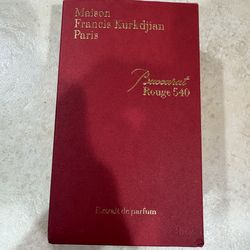 Maison
Francis Kurkdjian
Paris
Baccarat
Rouge 540
Extrait de parfum